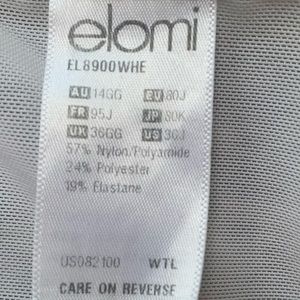 elomi
EL8900WHE
AU 14GG EU 80J
FR 95J JP 80K
UK 36GG US 36J
57% Nylon/Polyamide
24% Polyester
19% Elastane
US082100 WTL
CARE ON REVERSE